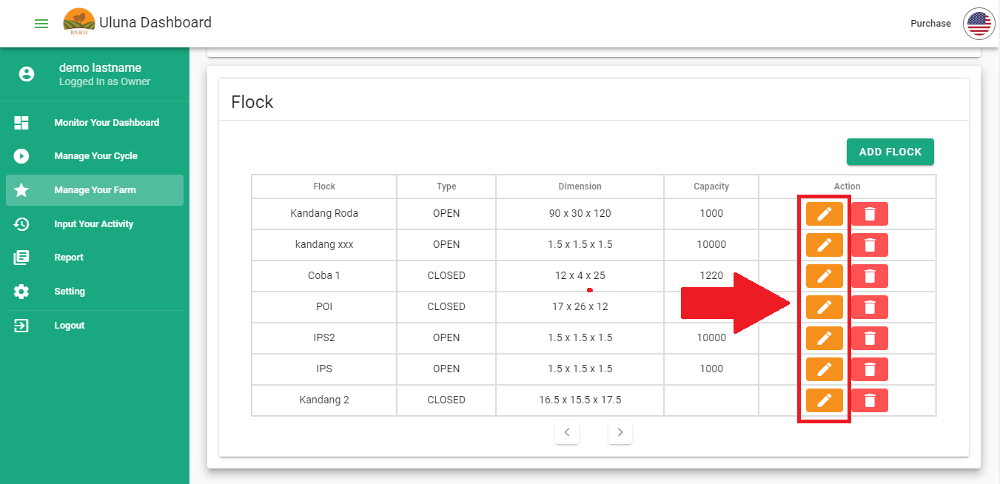 BAKU
Uluna Dashboard
Purchase
demo lastname
Logged In as Owner
Monitor Your Dashboard
Manage Your Cycle
Manage Your Farm
Input Your Activity
Report
Setting
Logout
Flock
ADD FLOCK
Flock Type Dimension Capacity Action
Kandang Roda OPEN 90 x 30 x 120 1000
kandang xxx OPEN 1.5 x 1.5 x 1.5 10000
Coba 1 CLOSED 12 x 4 x 25 1220
POI CLOSED 17 x 26 x 12
IPS2 OPEN 1.5 x 1.5 x 1.5 10000
IPS OPEN 1.5 x 1.5 x 1.5 1000
Kandang 2 CLOSED 16.5 x 15.5 x 17.5